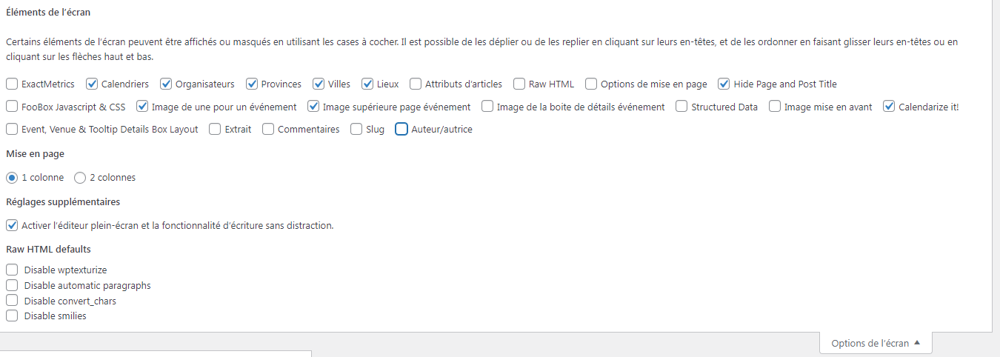 Éléments de l'écran
Certains éléments de l'écran peuvent être affichés ou masqués en utilisant les cases à cocher. Il est possible de les déplier ou de les replier en cliquant sur leurs en-têtes, et de les ordonner en faisant glisser leurs en-têtes ou en
cliquant sur les flèches haut et bas.
ExactMetrics Calendriers Organisateurs Provinces Villes Lieux Attributs d'articles Raw HTML Options de mise en page Hide Page and Post Title
FooBox Javascript & CSS Image de une pour un événement Image supérieure page événement Image de la boite de détails événement Structured Data Image mise en avant Calendarize it!
Event, Venue & Tooltip Details Box Layout Extrait Commentaires Slug Auteur/autrice
Mise en page
1 colonne 2 colonnes
Réglages supplémentaires
Activer l'éditeur plein-écran et la fonctionnalité d'écriture sans distraction.
Raw HTML defaults
Disable wptexturize
Disable automatic paragraphs
Disable convert_chars
Disable smilies
Options de l'écran